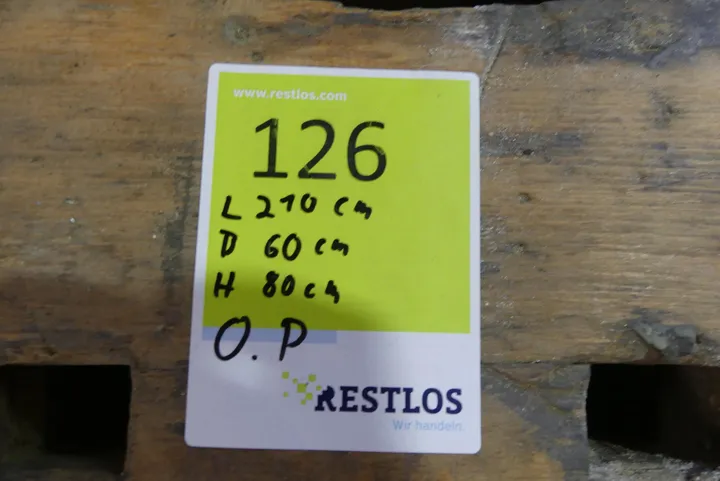 www.restlos.com
126
L 210 cm
D 60 cm
H 80 cm
O. P
RESTLOS
Wir handeln.